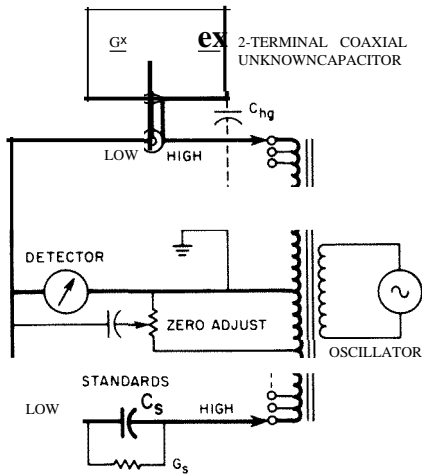 Gx ex 2-TERMINAL COAXIAL
UNKNOWNCAPACITOR
Chg
LOW HIGH
DETECTOR
ZERO ADJUST
OSCILLATOR
STANDARDS
LOW Cs HIGH
Gs